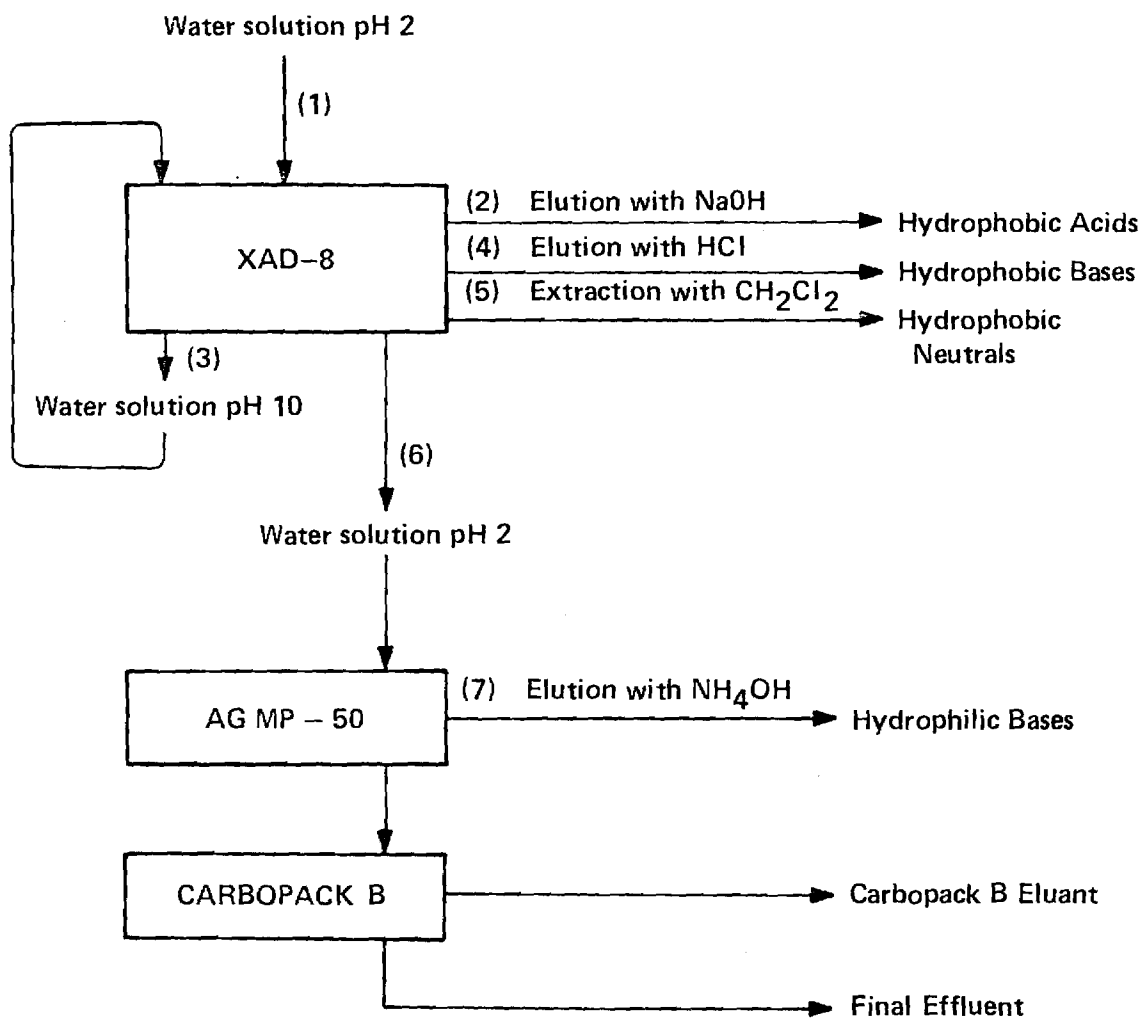 Water solution pH 2
(1)
XAD–8
(2) Elution with NaOH
Hydrophobic Acids
(4) Elution with HCl
Hydrophobic Bases
(5) Extraction with CH2Cl2
Hydrophobic
Neutrals
(3)
Water solution pH 10
(6)
Water solution pH 2
AG MP – 50
(7) Elution with NH4OH
Hydrophilic Bases
CARBOPACK B
Carbopack B Eluant
Final Effluent